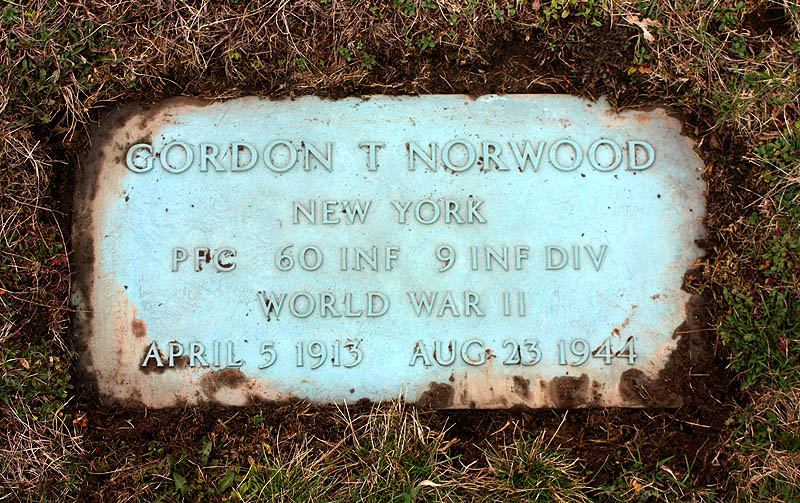 GORDON T NORWOOD
NEW YORK
PFC 60 INF 9 INF DIV
WORLD WAR II
APRIL 5 1913 AUG 23 1944